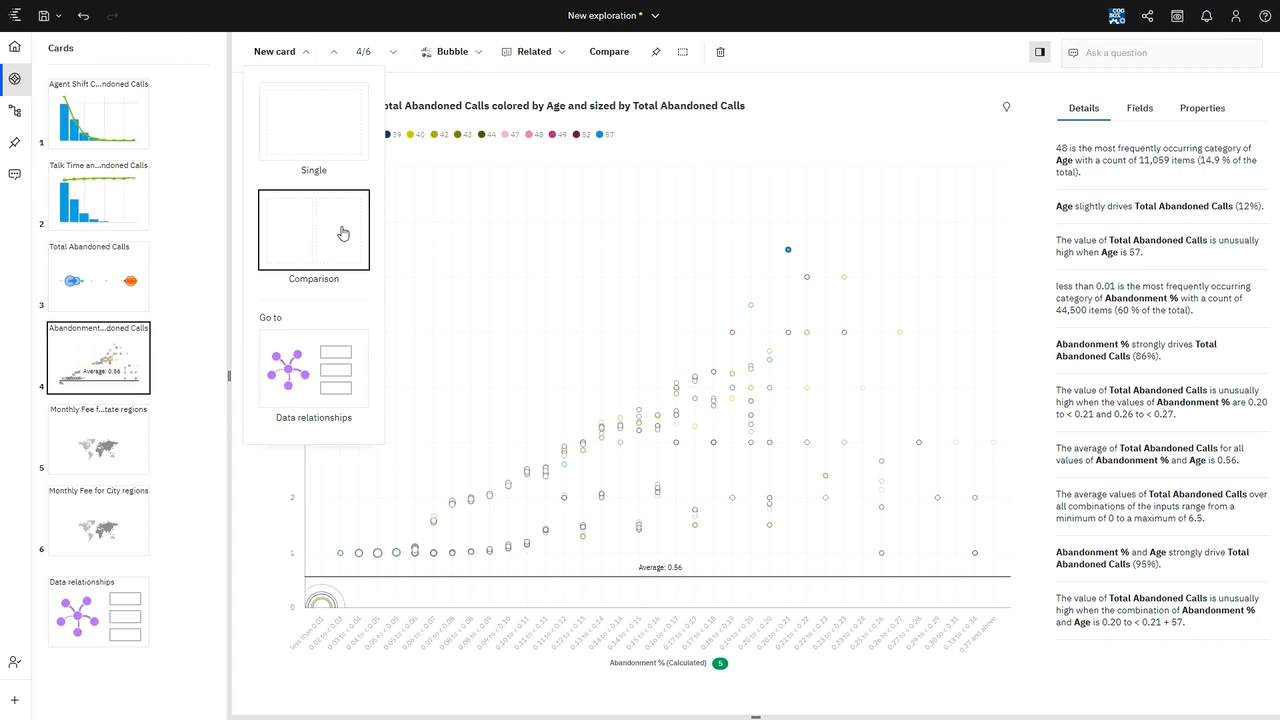 New exploration *
Cards
New card
4/6
Bubble
Related
Compare
Ask a question
Agent Shift C...ndoned Calls
1
Talk Time an...ndoned Calls
2
Total Abandoned Calls
3
Abandonment...doned Calls
Average: 0.56
4
Monthly Fee f...tate regions
5
Monthly Fee for City regions
6
Data relationships
Single
Comparison
Go to
Data relationships
otal Abandoned Calls colored by Age and sized by Total Abandoned Calls
39 40 42 43 44 47 48 49 52 57
2
1
0
Average: 0.56
less than 0.01
Abandonment % (Calculated) 5
Details
Fields
Properties
48 is the most frequently occurring category of
Age with a count of 11,059 items (14.9 % of the
total).
Age slightly drives Total Abandoned Calls (12%).
The value of Total Abandoned Calls is unusually
high when Age is 57.
less than 0.01 is the most frequently occurring
category of Abandonment % with a count of
44,500 items (60 % of the total).
Abandonment % strongly drives Total
Abandoned Calls (86%).
The value of Total Abandoned Calls is unusually
high when the values of Abandonment % are 0.20
to < 0.21 and 0.26 to < 0.27.
The average of Total Abandoned Calls for all
values of Abandonment % and Age is 0.56.
The average values of Total Abandoned Calls over
all combinations of the inputs range from a
minimum of 0 to a maximum of 6.5.
Abandonment % and Age strongly drive Total
Abandoned Calls (95%).
The value of Total Abandoned Calls is unusually
high when the combination of Abandonment %
and Age is 0.20 to < 0.21 + 57.